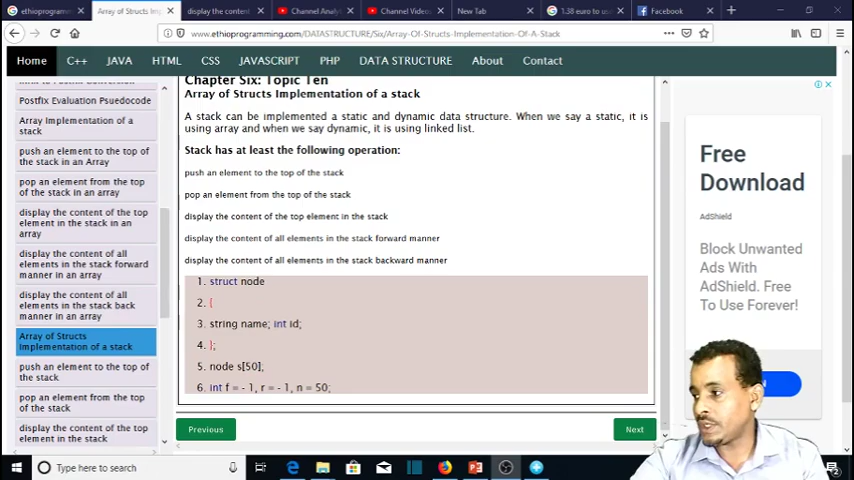 ethioprogramming
Array of Structs Im
display the content
Channel Analyt
Channel Videos
New Tab
1.38 euro to us
Facebook
www.ethioprogramming.com/DATASTRUCTURE/Six/Array-Of-Structs-Implementation-Of-A-Stack
Home
C++
JAVA
HTML
CSS
JAVASCRIPT
PHP
DATA STRUCTURE
About
Contact
Postfix Evaluation Psuedocode
Array Implementation of a
stack
push an element to the top of
the stack in an Array
pop an element from the top
of the stack in an array
display the content of the top
element in the stack in an
array
display the content of all
elements in the stack forward
manner in an array
display the content of all
elements in the stack back
manner in an array
Array of Structs
Implementation of a stack
push an element to the top of
the stack
pop an element from the top of
the stack
display the content of the top
element in the stack
Chapter Six: Topic Ten
Array of Structs Implementation of a stack
A stack can be implemented a static and dynamic data structure. When we say a static, it is
using array and when we say dynamic, it is using linked list.
Stack has at least the following operation:
push an element to the top of the stack
pop an element from the top of the stack
display the content of the top element in the stack
display the content of all elements in the stack forward manner
display the content of all elements in the stack backward manner
1. struct node
2. {
3. string name; int id;
4. };
5. node s[50];
6. int f = - 1, r = - 1, n = 50;
Previous
Next
Free
Download
AdShield
Block Unwanted
Ads With
AdShield. Free
To Use Forever!
Type here to search